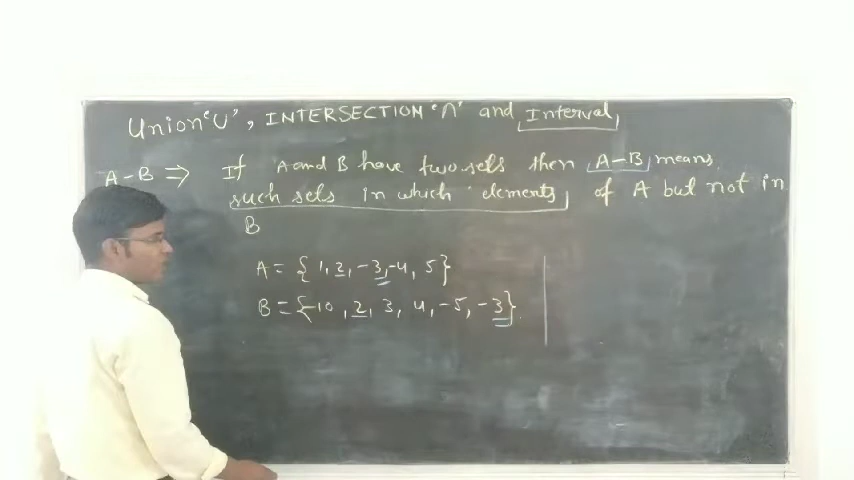 Union 'U', INTERSECTION '∩' and Interval,
A-B ⇒ If A and B have two sets then A-B means
such sets in which elements of A but not in
B
A = { 1, 2, -3, -4, 5}
B = {-10, 2, 3, 4, -5, -3}.